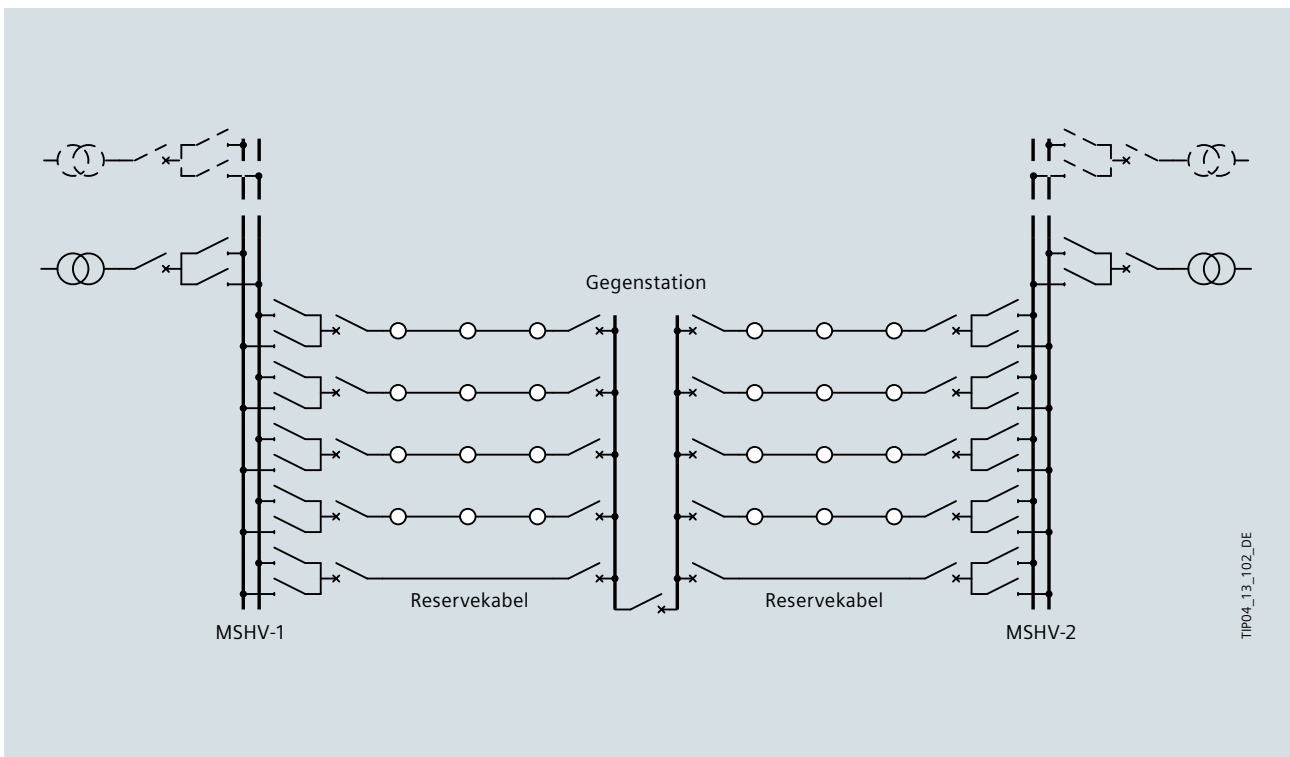 Gegenstation
Reservekabel
Reservekabel
MSHV-1
MSHV-2
TIP04_13_102_DE